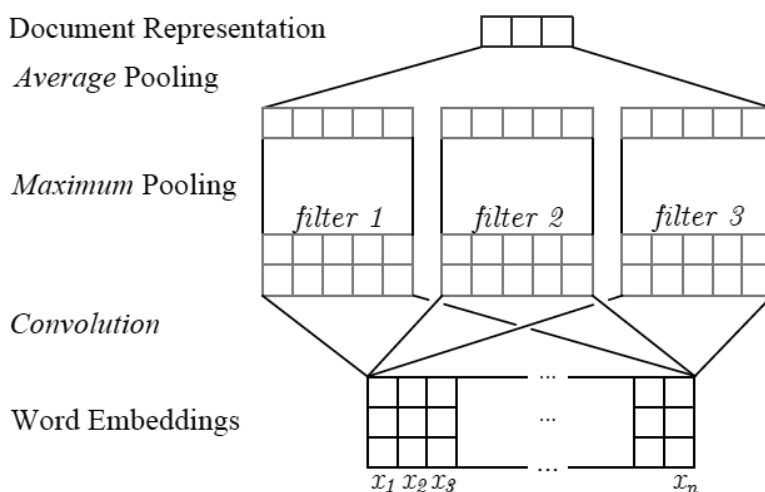 Document Representation
Average Pooling
Maximum Pooling
filter 1 filter 2 filter 3
Convolution
...
Word Embeddings ...
...
x1 x2 x3 xn